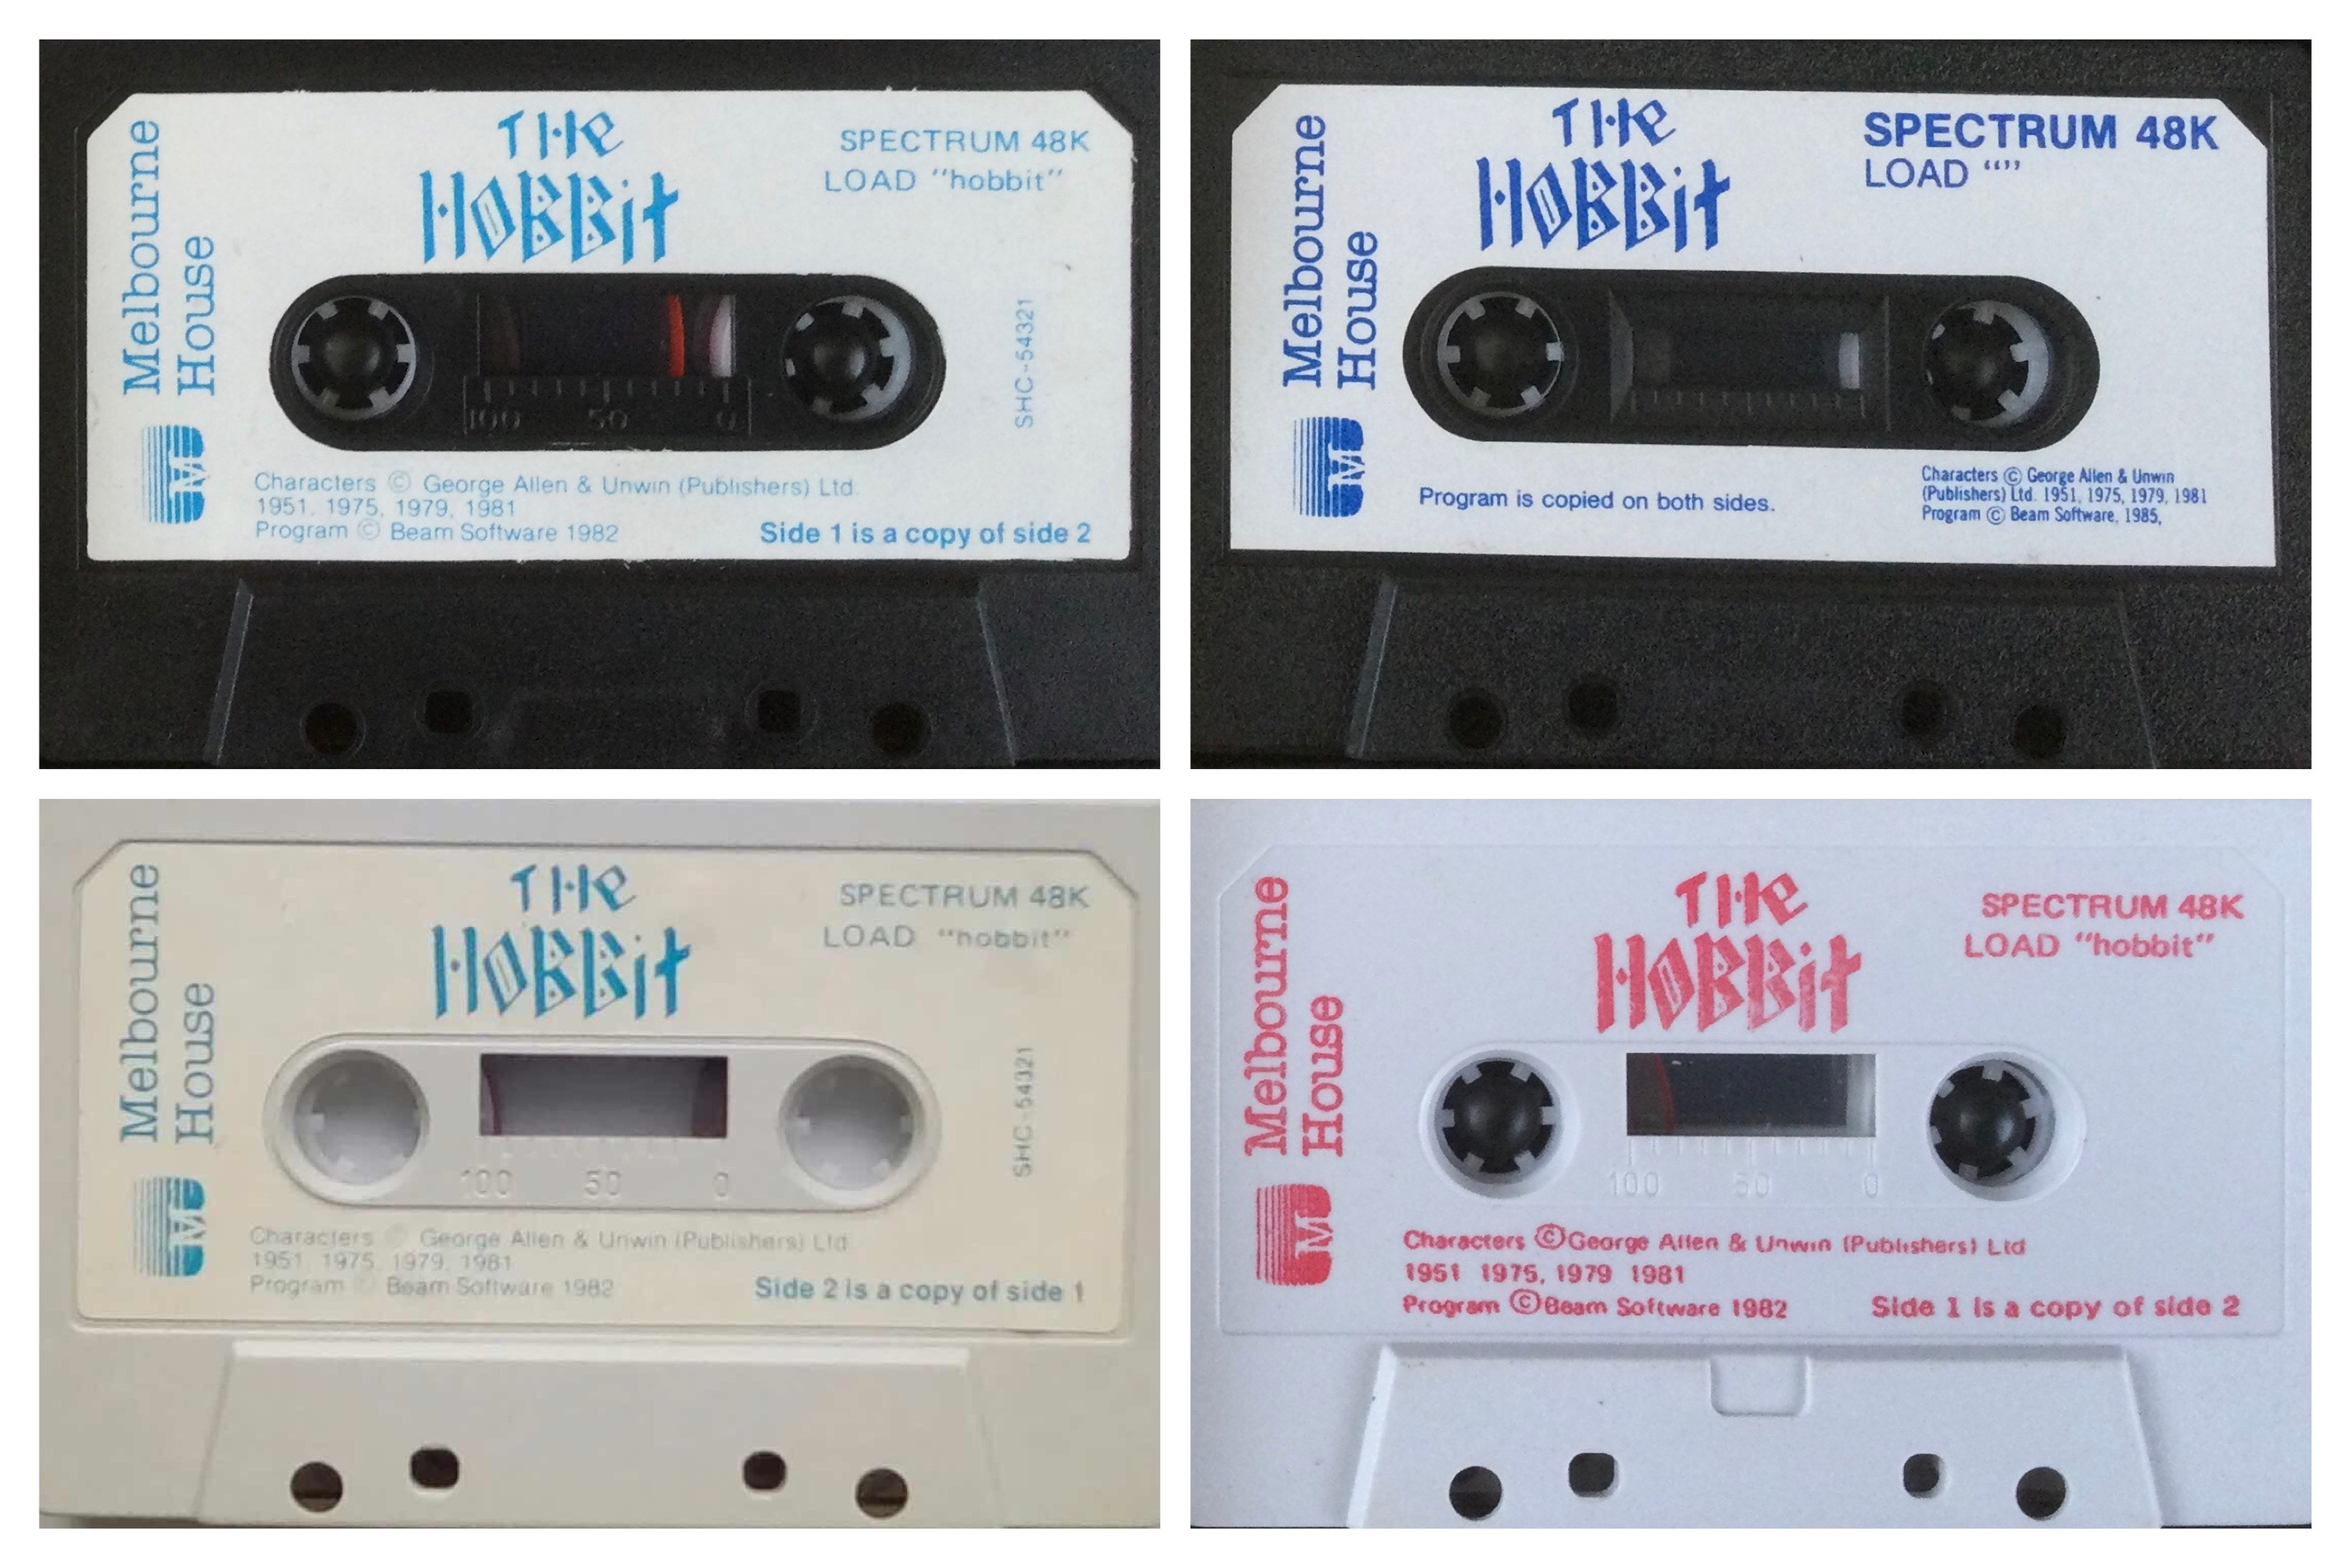 THE
HOBBIT
SPECTRUM 48K
LOAD "hobbit"
Melbourne
House
M
100 50 0
SHC-54321
Characters © George Allen & Unwin (Publishers) Ltd.
1951, 1975, 1979, 1981
Program © Beam Software 1982
Side 1 is a copy of side 2
THE
HOBBIT
SPECTRUM 48K
LOAD ""
Melbourne
House
M
Program is copied on both sides.
Characters © George Allen & Unwin
(Publishers) Ltd. 1951, 1975, 1979, 1981
Program © Beam Software, 1985,
THE
HOBBIT
SPECTRUM 48K
LOAD "hobbit"
Melbourne
House
M
100 50 0
SHC-54321
Characters © George Allen & Unwin (Publishers) Ltd
1951 1975, 1979, 1981
Program © Beam Software 1982
Side 2 is a copy of side 1
THE
HOBBIT
SPECTRUM 48K
LOAD "hobbit"
Melbourne
House
M
100 50 0
Characters © George Allen & Unwin (Publishers) Ltd
1951 1975, 1979 1981
Program © Beam Software 1982
Side 1 is a copy of side 2